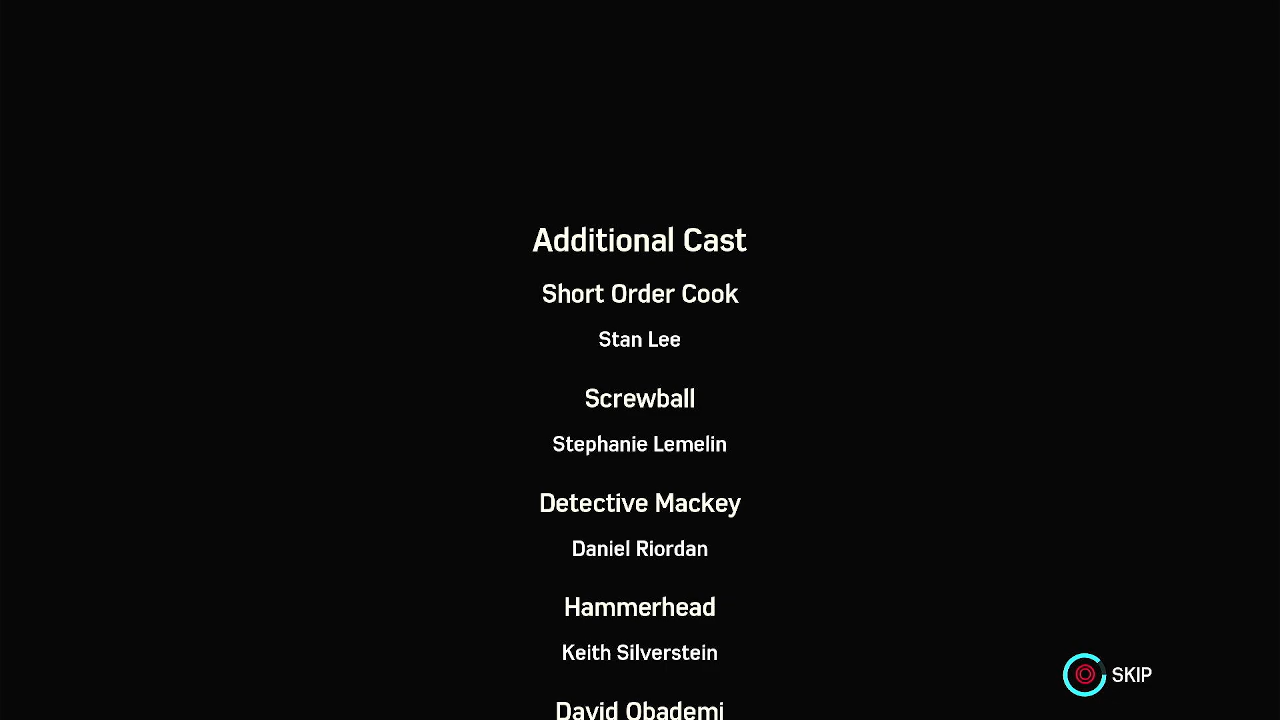 Additional Cast
Short Order Cook
Stan Lee
Screwball
Stephanie Lemelin
Detective Mackey
Daniel Riordan
Hammerhead
Keith Silverstein
SKIP
David Obademi